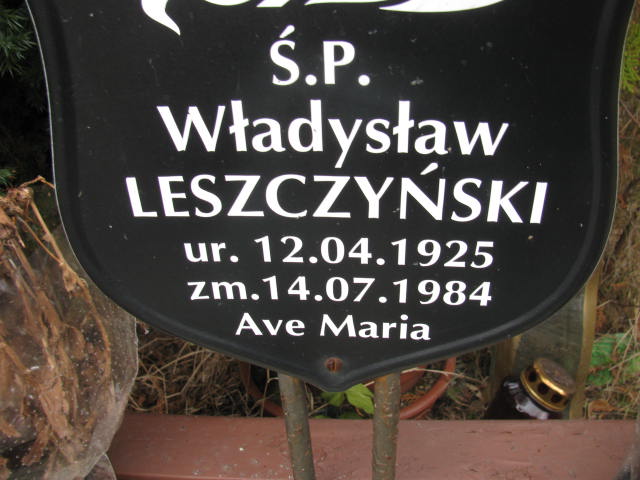 Ś.P.
Władysław
LESZCZYŃSKI
ur. 12.04.1925
zm.14.07.1984
Ave Maria